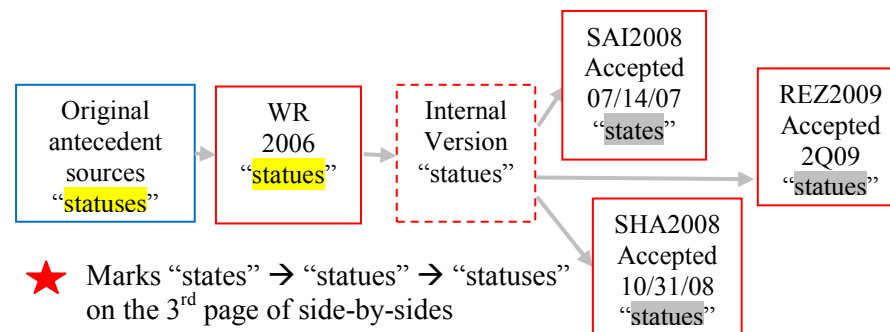 Original
antecedent
sources
“statuses”
WR
2006
“statues”
Internal
Version
“statues”
SAI2008
Accepted
07/14/07
“states”
REZ2009
Accepted
2Q09
“statues”
SHA2008
Accepted
10/31/08
“statues”
Marks “states” → “statues” → “statuses”
on the 3rd page of side-by-sides